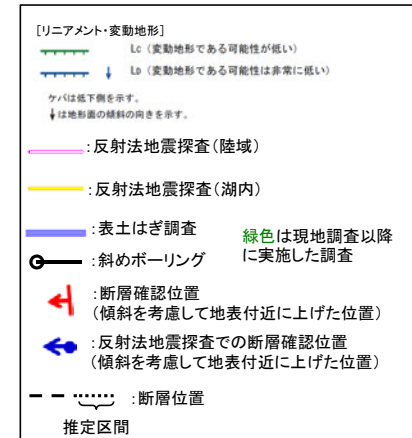 [リニアメント・変動地形]
Lc (変動地形である可能性が低い)
LD (変動地形である可能性は非常に低い)
ケバは低下側を示す。
↓は地形面の傾斜の向きを示す。
:反射法地震探査(陸域)
:反射法地震探査(湖内)
:表土はぎ調査
緑色は現地調査以降
に実施した調査
:斜めボーリング
:断層確認位置
(傾斜を考慮して地表付近に上げた位置)
:反射法地震探査での断層確認位置
(傾斜を考慮して地表付近に上げた位置)
:断層位置
推定区間